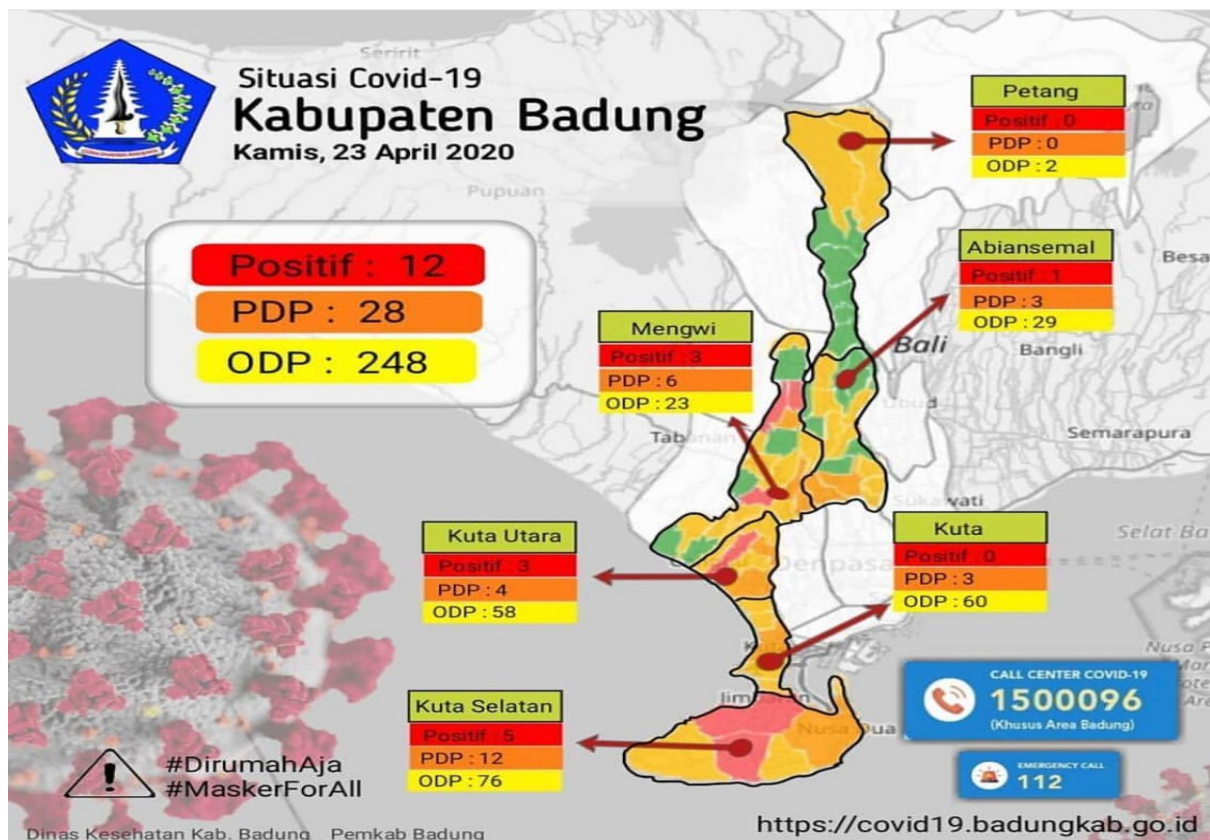 Situasi Covid-19
Kabupaten Badung
Kamis, 23 April 2020
Positif : 12
PDP : 28
ODP : 248
Seririt
Pupuan
Petang
Positif : 0
PDP : 0
ODP : 2
Abiansemal
Positif : 1
PDP : 3
ODP : 29
Mengwi
Positif : 3
PDP : 6
ODP : 23
Bali
Bangli
Ubud
Semarapura
Sukawati
Kuta Utara
Positif : 3
PDP : 4
ODP : 58
Kuta
Positif : 0
PDP : 3
ODP : 60
Selat Ba
Kuta Selatan
Positif : 5
PDP : 12
ODP : 76
Nusa Dua
CALL CENTER COVID-19
1500096
(Khusus Area Badung)
EMERGENCY CALL
112
#DirumahAja
#MaskerForAll
Dinas Kesehatan Kab. Badung Pemkab Badung
https://covid19.badungkab.go.id